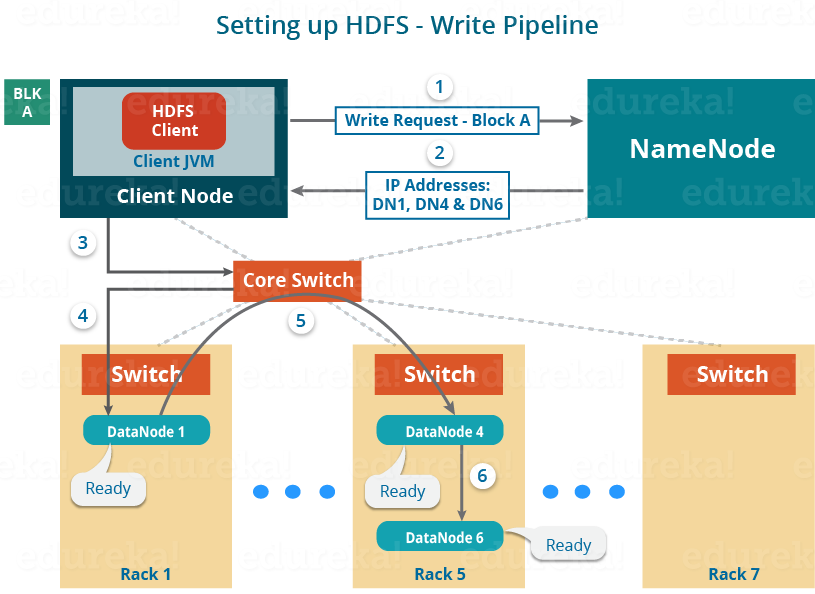 Setting up HDFS - Write Pipeline
BLK
A
HDFS
Client
Client JVM
Client Node
1
Write Request - Block A
2
IP Addresses:
DN1, DN4 & DN6
NameNode
3
Core Switch
4
5
Switch
Switch
Switch
DataNode 1
DataNode 4
Ready
Ready
6
DataNode 6
Ready
Rack 1
Rack 5
Rack 7
edureka!